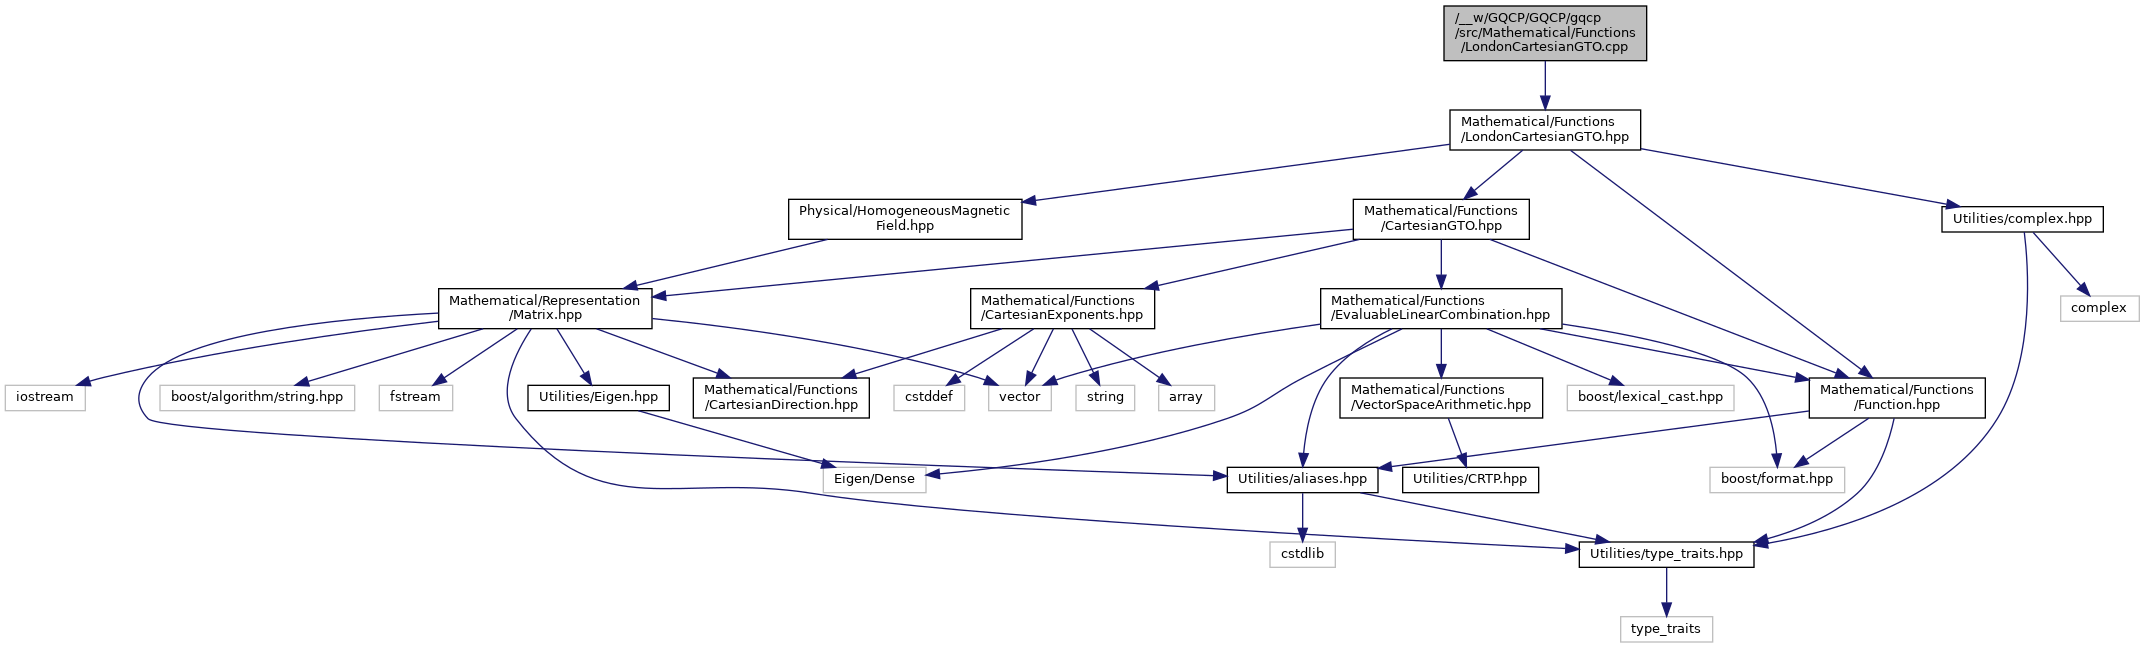 /__w/GQCP/GQCP/gqcp
/src/Mathematical/Functions
/LondonCartesianGTO.cpp
Mathematical/Functions
/LondonCartesianGTO.hpp
Physical/HomogeneousMagnetic
Field.hpp
Mathematical/Functions
/CartesianGTO.hpp
Utilities/complex.hpp
Mathematical/Representation
/Matrix.hpp
Mathematical/Functions
/CartesianExponents.hpp
Mathematical/Functions
/EvaluableLinearCombination.hpp
complex
iostream
boost/algorithm/string.hpp
fstream
Utilities/Eigen.hpp
Mathematical/Functions
/CartesianDirection.hpp
cstddef
vector
string
array
Mathematical/Functions
/VectorSpaceArithmetic.hpp
boost/lexical_cast.hpp
Mathematical/Functions
/Function.hpp
Eigen/Dense
Utilities/aliases.hpp
Utilities/CRTP.hpp
boost/format.hpp
cstdlib
Utilities/type_traits.hpp
type_traits